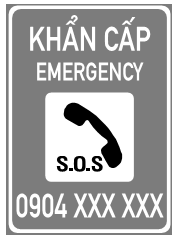 KHẨN CẤP
EMERGENCY
S.O.S
0904 XXX XXX